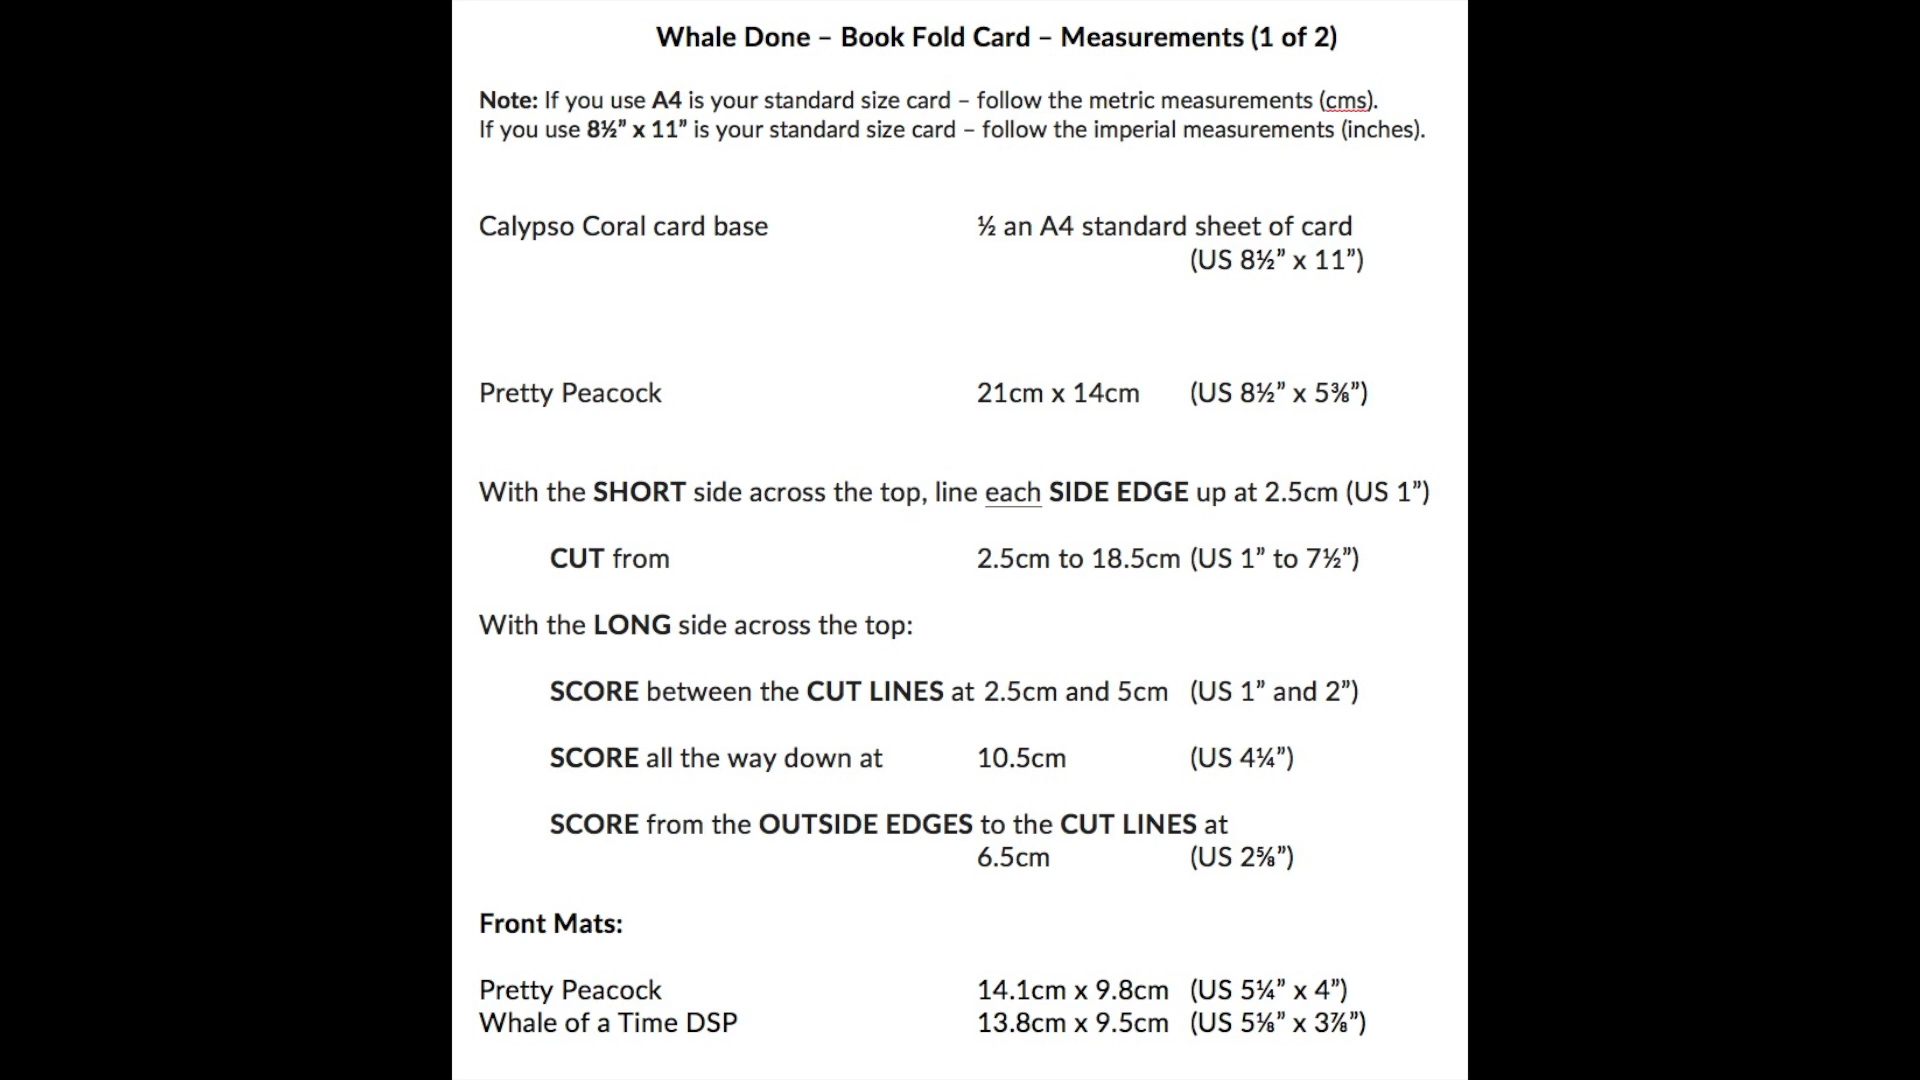 Whale Done – Book Fold Card – Measurements (1 of 2)
Note: If you use A4 is your standard size card – follow the metric measurements (cms).
If you use 8½” x 11” is your standard size card – follow the imperial measurements (inches).
Calypso Coral card base ½ an A4 standard sheet of card
(US 8½” x 11”)
Pretty Peacock 21cm x 14cm (US 8½” x 5⅜”)
With the SHORT side across the top, line each SIDE EDGE up at 2.5cm (US 1”)
CUT from 2.5cm to 18.5cm (US 1” to 7½”)
With the LONG side across the top:
SCORE between the CUT LINES at 2.5cm and 5cm (US 1” and 2”)
SCORE all the way down at 10.5cm (US 4¼”)
SCORE from the OUTSIDE EDGES to the CUT LINES at
6.5cm (US 2⅝”)
Front Mats:
Pretty Peacock 14.1cm x 9.8cm (US 5¼” x 4”)
Whale of a Time DSP 13.8cm x 9.5cm (US 5⅛” x 3⅞”)